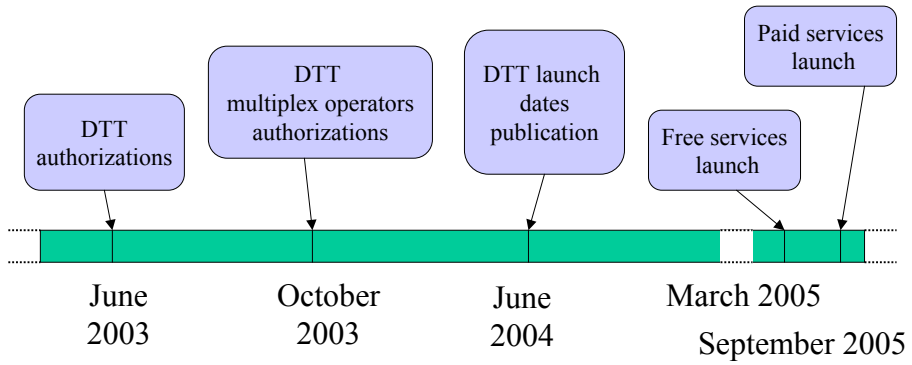 DTT
authorizations
DTT
multiplex operators
authorizations
DTT launch
dates
publication
Free services
launch
Paid services
launch
June
2003
October
2003
June
2004
March 2005
September 2005